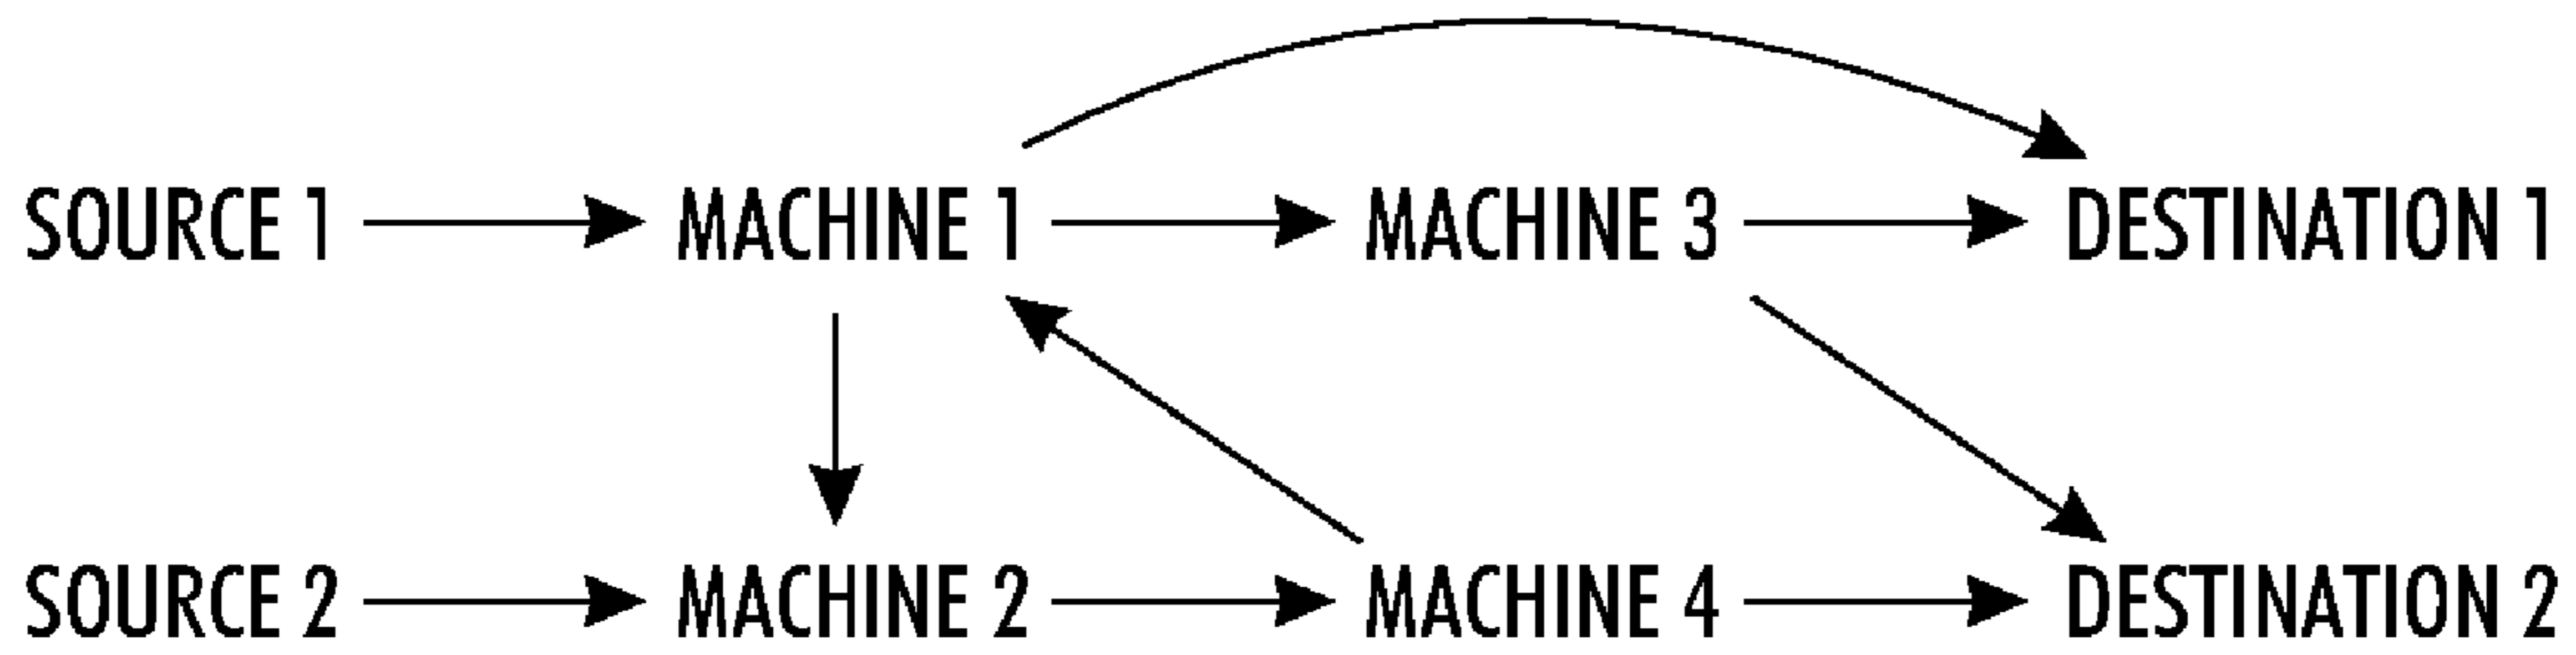 SOURCE 1 MACHINE 1 MACHINE 3 DESTINATION 1
SOURCE 2 MACHINE 2 MACHINE 4 DESTINATION 2